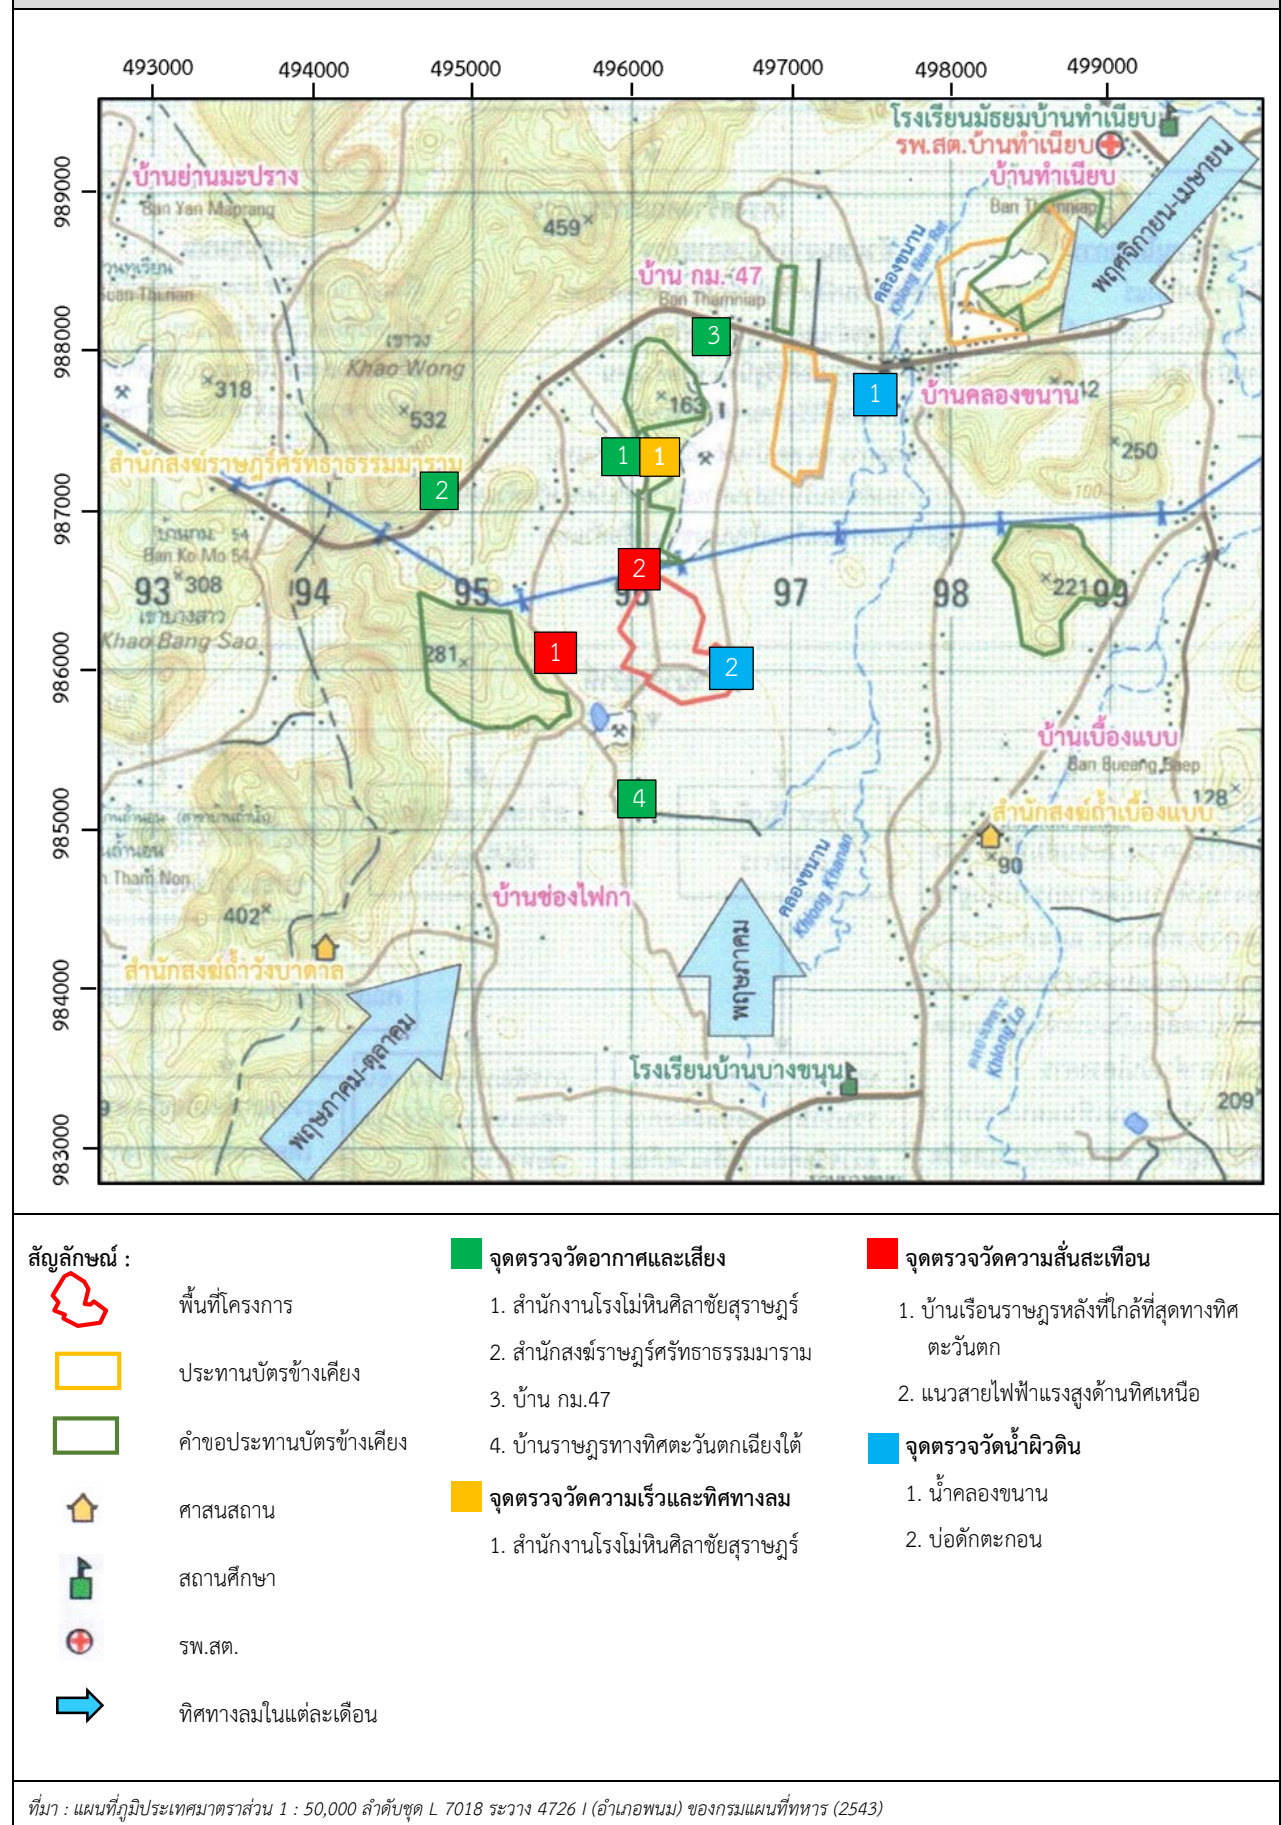 493000 494000 495000 496000 497000 498000 499000
989000
988000
987000
986000
985000
984000
983000
โรงเรียนมัธยมบ้านทำเนียบ
รพ.สต.บ้านทำเนียบ
บ้านทำเนียบ
Ban Thamniap
พฤศจิกายน-เมษายน
บ้านย่านมะปราง
Ban Yan Maprang
459
คลองขนาน
บ้าน กม. 47
Ban Thamniap
3
เขาวง
Khao Wong
318
532
163
1
บ้านคลองขนาน
250
100
สำนักสงฆ์ราษฎร์ศรัทธาธรรมมาราม
1
1
2
บ้านกม. 54
Ban Ko Mo 54
2
93
308
94
95
97
98
221
99
เขาบางสาว
Khao Bang Sao
281
1
2
บ้านเบื้องแบบ
Ban Bueang Baep
4
128
สำนักสงฆ์ถ้ำเบื้องแบบ
90
คลองขนาน
Khlong Khanan
Tham Non
บ้านช่องไฟกา
402
สำนักสงฆ์ถ้ำวังบาดาล
พฤษภาคม
พฤษภาคม-ตุลาคม
Khlong Lo
โรงเรียนบ้านบางขนุน
209
สัญลักษณ์ :
พื้นที่โครงการ
ประทานบัตรข้างเคียง
คำขอประทานบัตรข้างเคียง
ศาสนสถาน
สถานศึกษา
รพ.สต.
ทิศทางลมในแต่ละเดือน
จุดตรวจวัดอากาศและเสียง
1. สำนักงานโรงโม่หินศิลาชัยสุราษฎร์
2. สำนักสงฆ์ราษฎร์ศรัทธาธรรมมาราม
3. บ้าน กม.47
4. บ้านราษฎรทางทิศตะวันตกเฉียงใต้
จุดตรวจวัดความเร็วและทิศทางลม
1. สำนักงานโรงโม่หินศิลาชัยสุราษฎร์
จุดตรวจวัดความสั่นสะเทือน
1. บ้านเรือนราษฎรหลังที่ใกล้ที่สุดทางทิศ
ตะวันตก
2. แนวสายไฟฟ้าแรงสูงด้านทิศเหนือ
จุดตรวจวัดน้ำผิวดิน
1. น้ำคลองขนาน
2. บ่อดักตะกอน
ที่มา : แผนที่ภูมิประเทศมาตราส่วน 1 : 50,000 ลำดับชุด L 7018 ระวาง 4726 I (อำเภอพนม) ของกรมแผนที่ทหาร (2543)